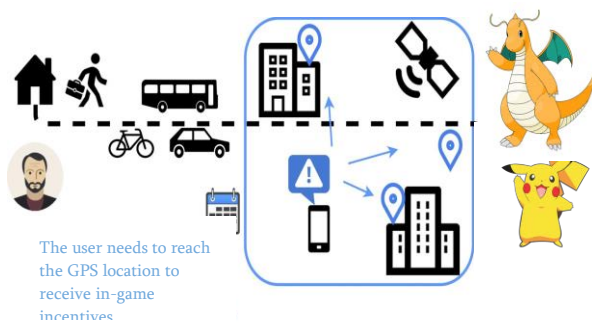 The user needs to reach
the GPS location to
receive in-game
incentives